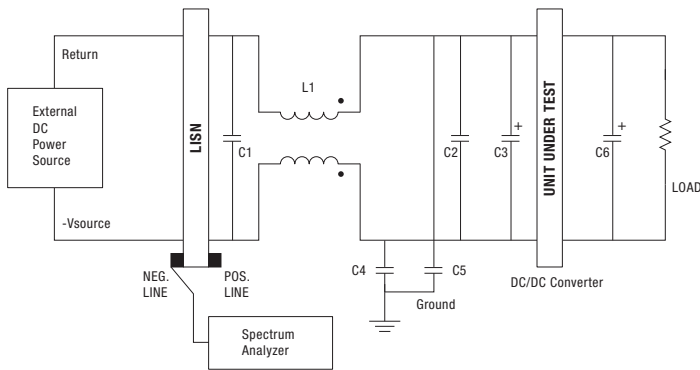 Return
L1
External
DC
Power
Source
LISN
C1
C2
C3
+
UNIT UNDER TEST
C6
+
LOAD
-Vsource
NEG.
LINE
POS.
LINE
C4
C5
Ground
DC/DC Converter
Spectrum
Analyzer